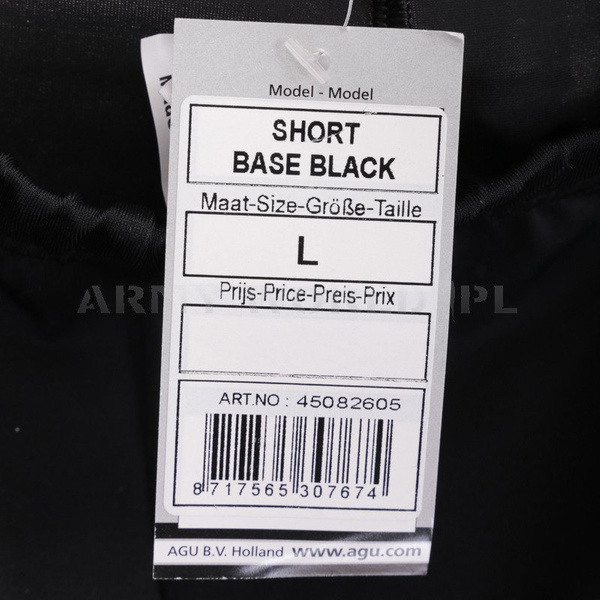 Model - Model
SHORT
BASE BLACK
Maat-Size-Größe-Taille
L
Prijs-Price-Preis-Prix
ART.NO : 45082605
8 717565 307674
AGU B.V. Holland www.agu.com